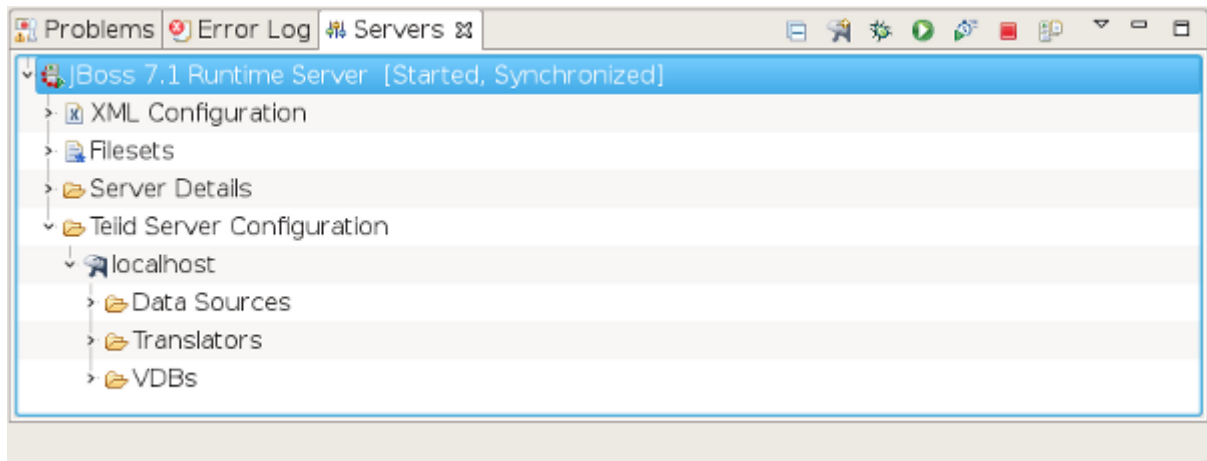 Problems Error Log Servers
JBoss 7.1 Runtime Server [Started, Synchronized]
XML Configuration
Filesets
Server Details
Teiid Server Configuration
localhost
Data Sources
Translators
VDBs